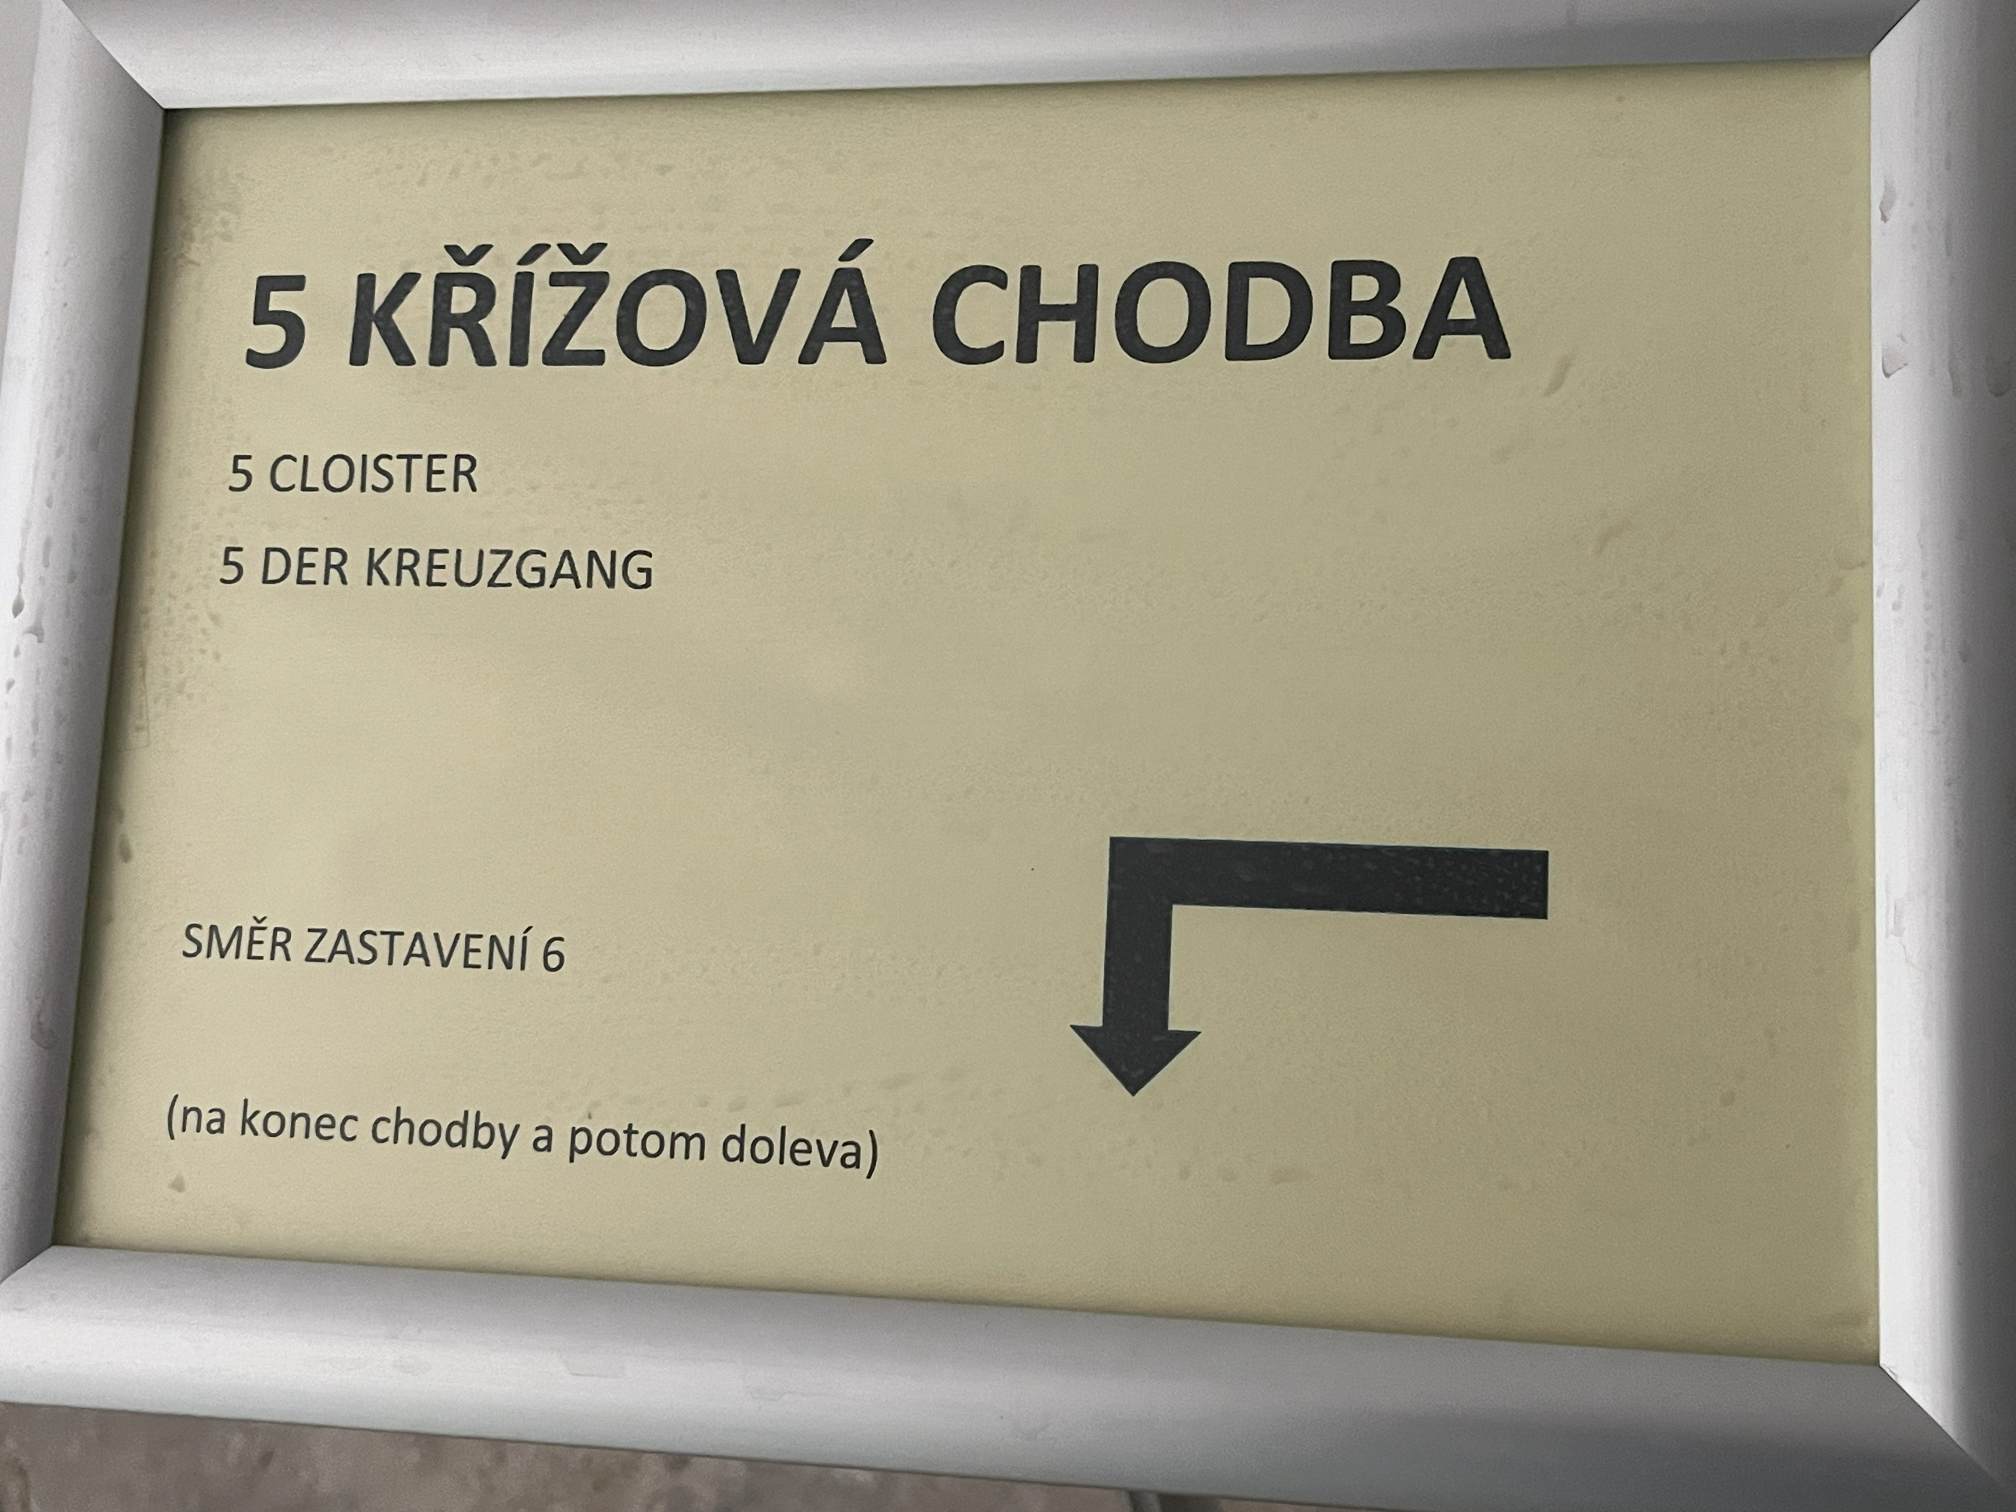 5 KŘÍŽOVÁ CHODBA
5 CLOISTER
5 DER KREUZGANG
SMĚR ZASTAVENÍ 6
(na konec chodby a potom doleva)